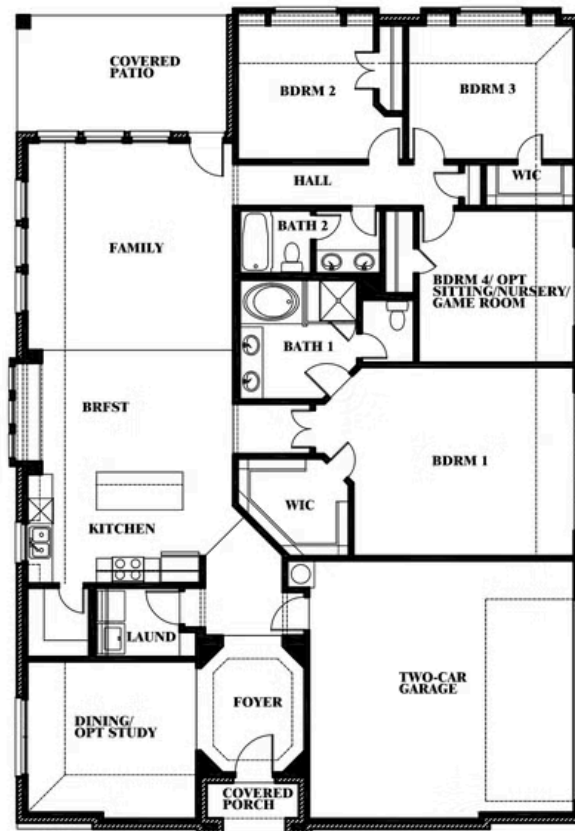 COVERED
PATIO
BDRM 2
BDRM 3
HALL
WIC
BATH 2
FAMILY
BDRM 4/ OPT
SITTING/NURSERY/
GAME ROOM
BATH 1
BRFST
BDRM 1
WIC
KITCHEN
LAUND
TWO-CAR
GARAGE
FOYER
DINING/
OPT STUDY
COVERED
PORCH